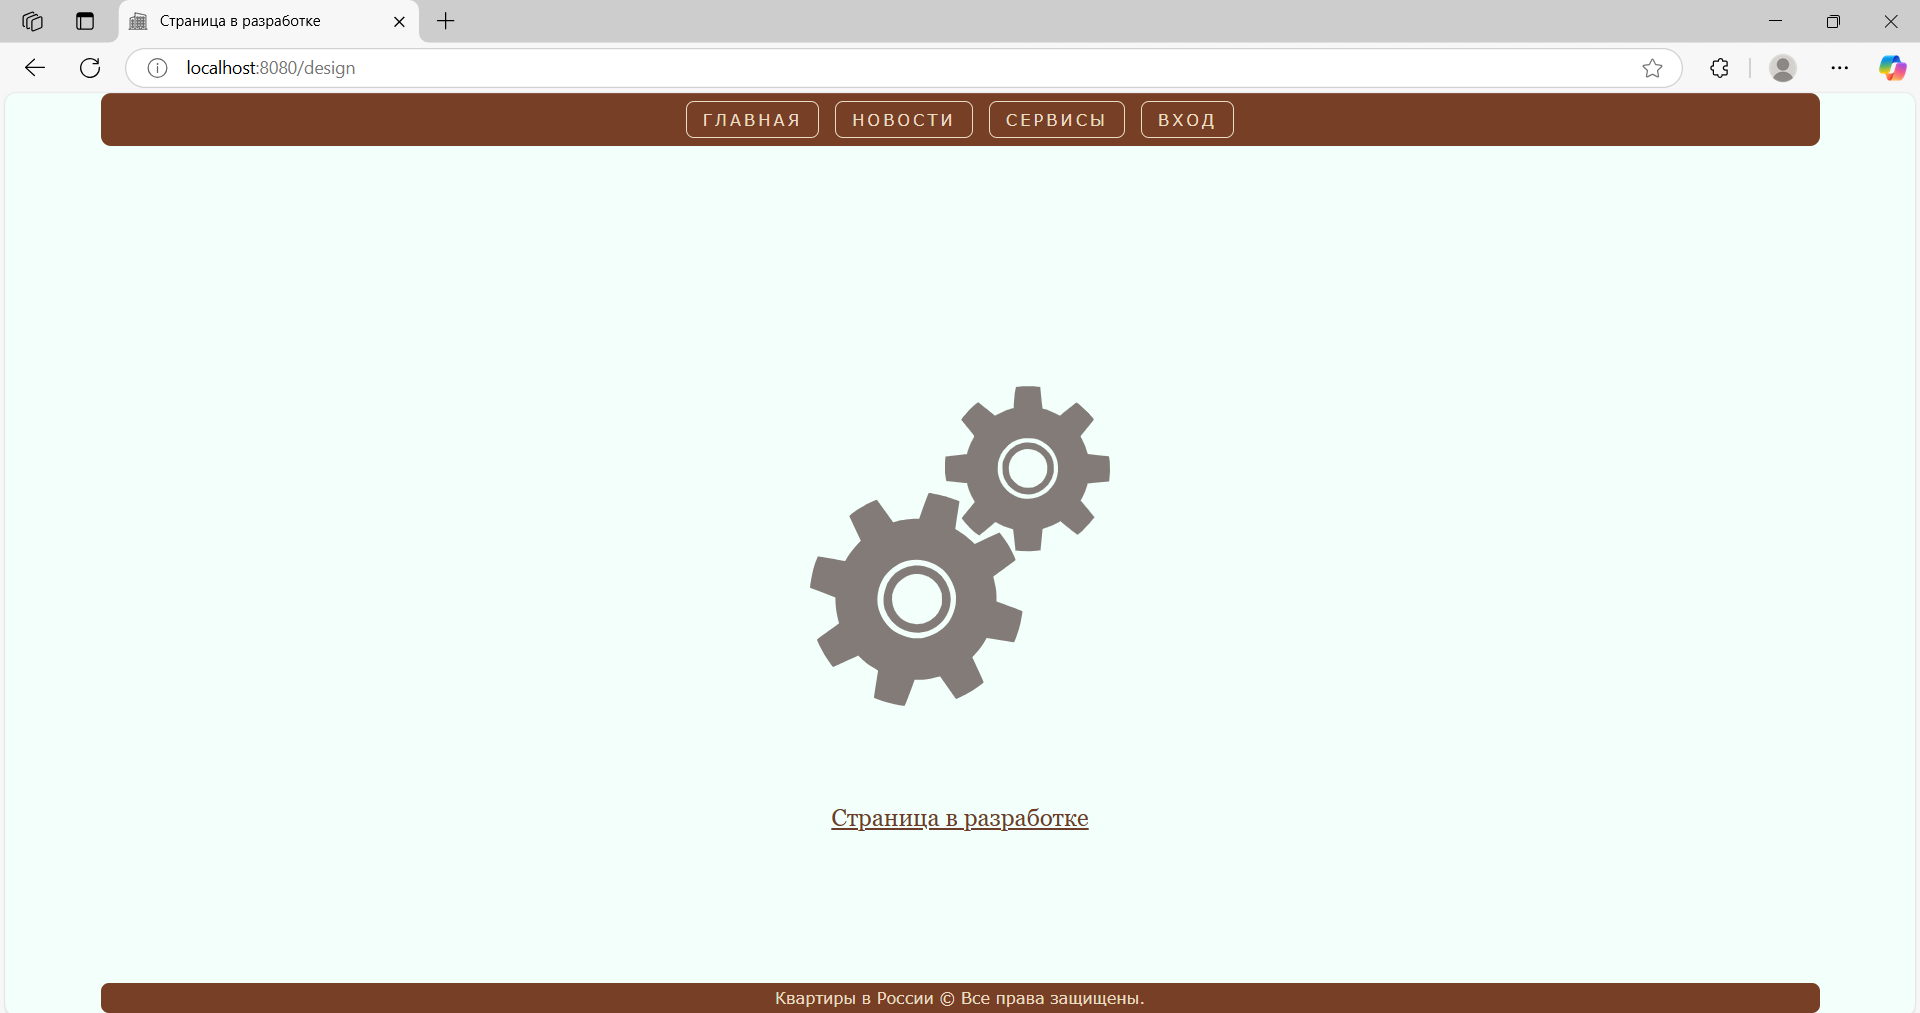 Страница в разработке
localhost:8080/design
ГЛАВНАЯ НОВОСТИ СЕРВИСЫ ВХОД
Страница в разработке
Квартиры в России © Все права защищены.